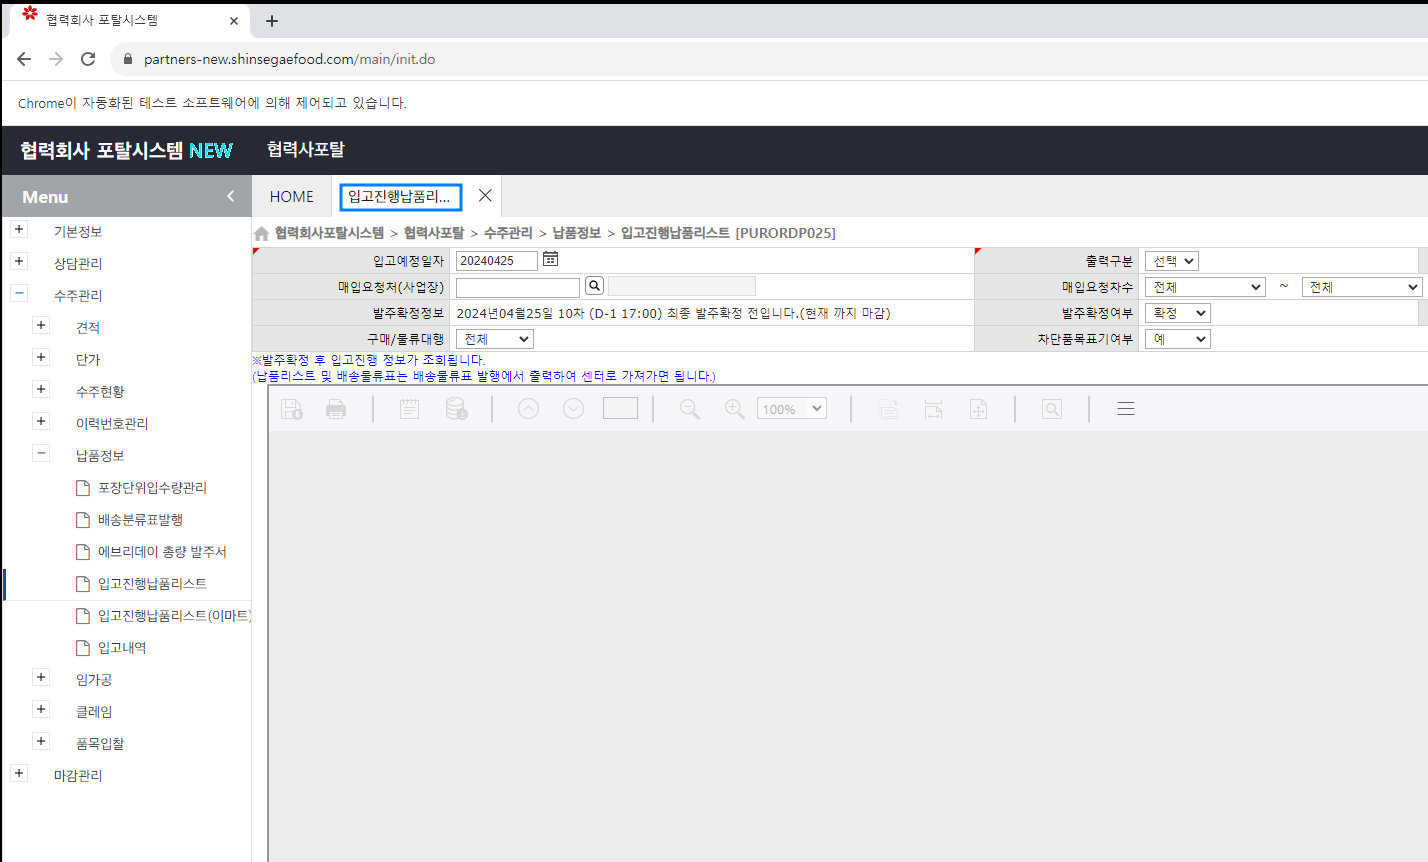 협력회사 포탈시스템
partners-new.shinsegaefood.com/main/init.do
Chrome이 자동화된 테스트 소프트웨어에 의해 제어되고 있습니다.
협력회사 포탈시스템 NEW 협력사포탈
Menu
HOME 입고진행납품리...
협력회사포탈시스템 > 협력사포탈 > 수주관리 > 납품정보 > 입고진행납품리스트 [PURORDP025]
입고예정일자 20240425 출력구분 선택
매입요청처(사업장) 매입요청차수 전체 ~ 전체
발주확정정보 2024년04월25일 10차 (D-1 17:00) 최종 발주확정 전입니다.(현재 까지 마감) 발주확정여부 확정
구매/물류대행 전체 차단품목표기여부 예
※발주확정 후 입고진행 정보가 조회됩니다.
(납품리스트 및 배송물류표는 배송물류표 발행에서 출력하여 센터로 가져가면 됩니다.)
100%
기본정보
상담관리
수주관리
견적
단가
수주현황
이력번호관리
납품정보
포장단위입수량관리
배송분류표발행
에브리데이 총량 발주서
입고진행납품리스트
입고진행납품리스트(이마트)
입고내역
임가공
클레임
품목입찰
마감관리